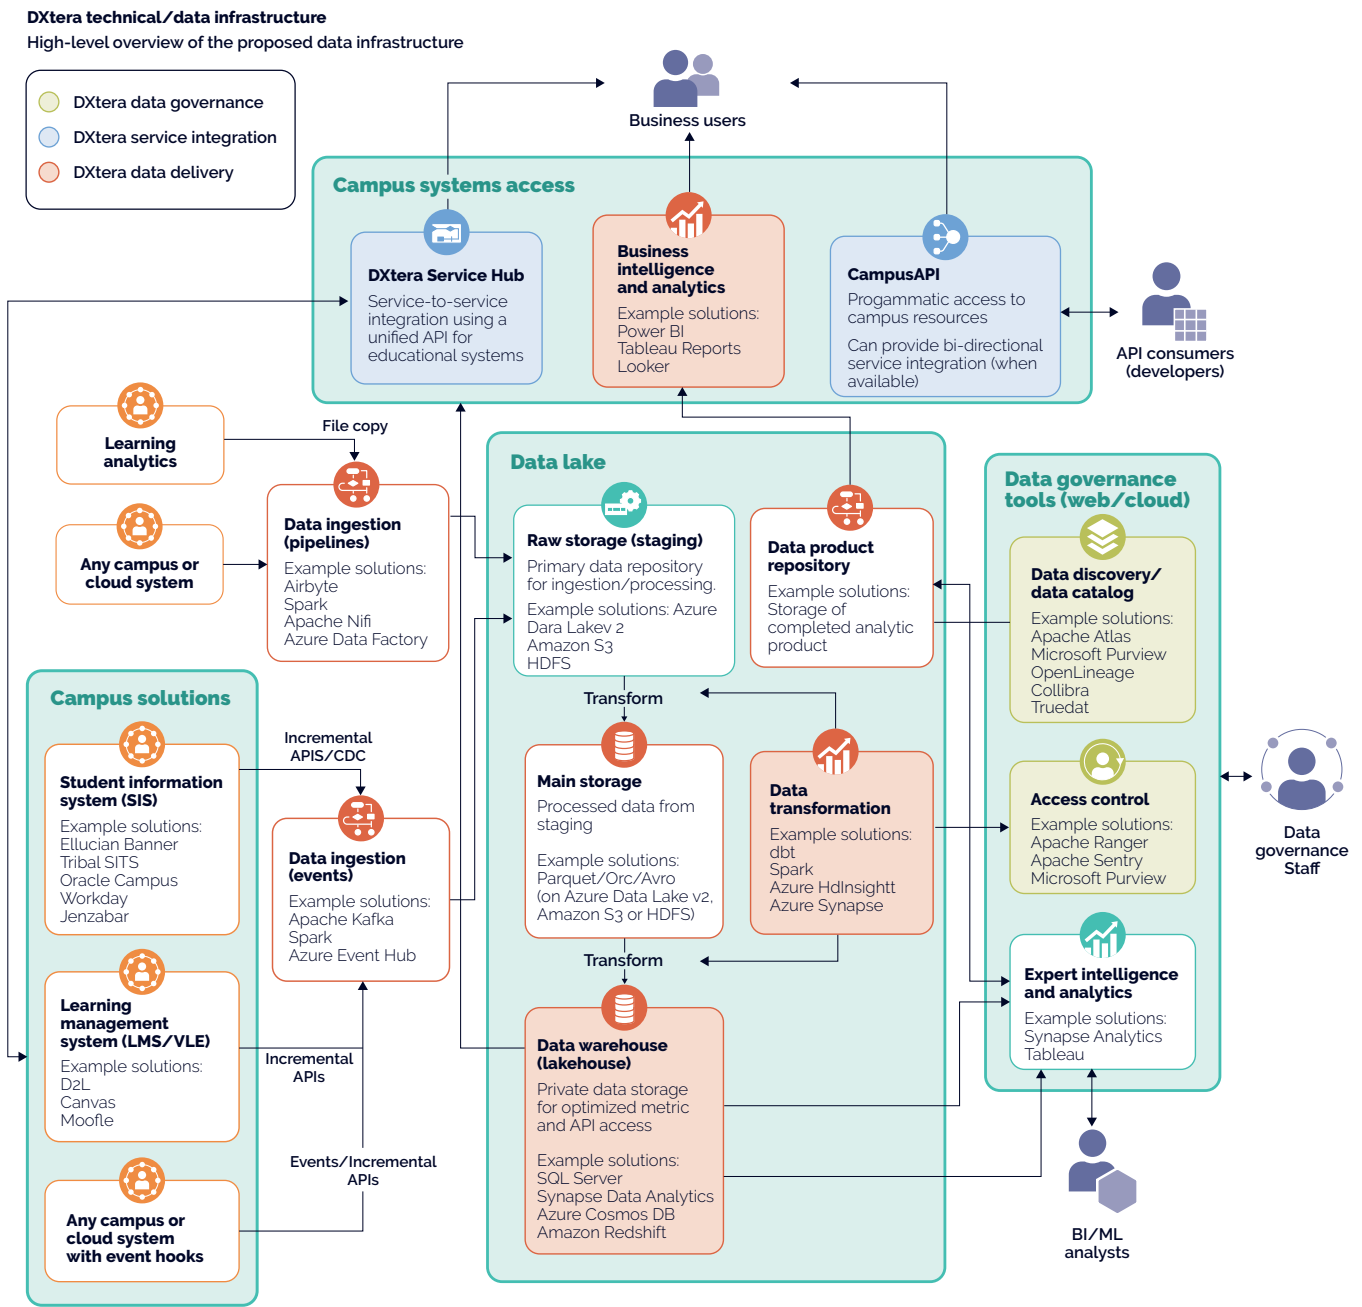 DXtera technical/data infrastructure
High-level overview of the proposed data infrastructure
DXtera data governance
DXtera service integration
DXtera data delivery
Business users
Campus systems access
DXtera Service Hub
Service-to-service
integration using a
unified API for
educational systems
Business
intelligence
and analytics
Example solutions:
Power BI
Tableau Reports
Looker
CampusAPI
Progammatic access to
campus resources
Can provide bi-directional
service integration (when
available)
API consumers
(developers)
Learning
analytics
File copy
Any campus or
cloud system
Data ingestion
(pipelines)
Example solutions:
Airbyte
Spark
Apache Nifi
Azure Data Factory
Data lake
Raw storage (staging)
Primary data repository
for ingestion/processing.
Example solutions: Azure
Dara Lakev 2
Amazon S3
HDFS
Data product
repository
Example solutions:
Storage of
completed analytic
product
Data governance
tools (web/cloud)
Data discovery/
data catalog
Example solutions:
Apache Atlas
Microsoft Purview
OpenLineage
Collibra
Truedat
Campus solutions
Student information
system (SIS)
Example solutions:
Ellucian Banner
Tribal SITS
Oracle Campus
Workday
Jenzabar
Incremental
APIS/CDC
Data ingestion
(events)
Example solutions:
Apache Kafka
Spark
Azure Event Hub
Transform
Main storage
Processed data from
staging
Example solutions:
Parquet/Orc/Avro
(on Azure Data Lake v2,
Amazon S3 or HDFS)
Data
transformation
Example solutions:
dbt
Spark
Azure HdInsightt
Azure Synapse
Access control
Example solutions:
Apache Ranger
Apache Sentry
Microsoft Purview
Data
governance
Staff
Learning
management
system (LMS/VLE)
Example solutions:
D2L
Canvas
Moofle
Incremental
APIs
Transform
Expert intelligence
and analytics
Example solutions:
Synapse Analytics
Tableau
Data warehouse
(lakehouse)
Private data storage
for optimized metric
and API access
Example solutions:
SQL Server
Synapse Data Analytics
Azure Cosmos DB
Amazon Redshift
Events/Incremental
APIs
Any campus or
cloud system
with event hooks
BI/ML
analysts